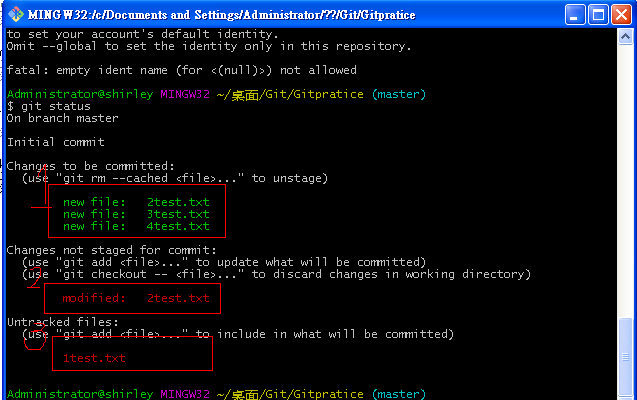 MINGW32:/c/Documents and Settings/Administrator/??/Git/Gitpratice
to set your account's default identity.
Omit --global to set the identity only in this repository.
fatal: empty ident name (for <(null)>) not allowed
Administrator@shirley MINGW32 ~/桌面/Git/Gitpratice (master)
$ git status
On branch master
Initial commit
Changes to be committed:
(use "git rm --cached <file>..." to unstage)
new file: 2test.txt
new file: 3test.txt
new file: 4test.txt
Changes not staged for commit:
(use "git add <file>..." to update what will be committed)
(use "git checkout -- <file>..." to discard changes in working directory)
modified: 2test.txt
Untracked files:
(use "git add <file>..." to include in what will be committed)
1test.txt
Administrator@shirley MINGW32 ~/桌面/Git/Gitpratice (master)